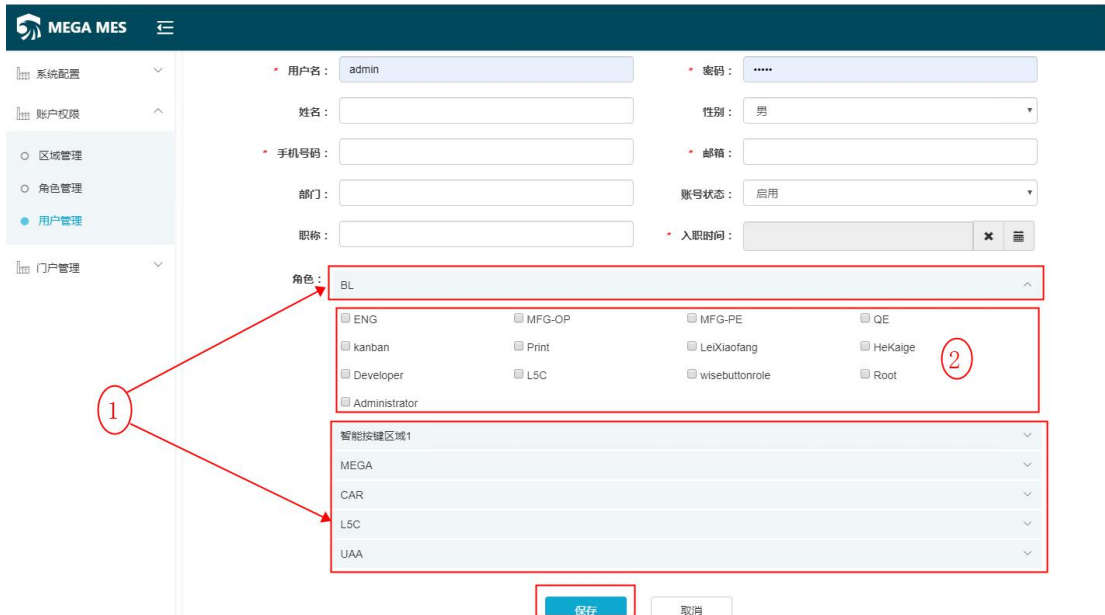 MEGA MES
系统配置
账户权限
区域管理
角色管理
用户管理
门户管理
* 用户名： admin
* 密码： •••••
姓名：
性别： 男
* 手机号码：
* 邮箱：
部门：
账号状态： 启用
职称：
* 入职时间：
角色： BL
ENG MFG-OP MFG-PE QE
kanban Print LeiXiaofang HeKaige
Developer L5C wisebuttonrole Root
Administrator
智能按键区域1
MEGA
CAR
L5C
UAA
1
2
保存 取消